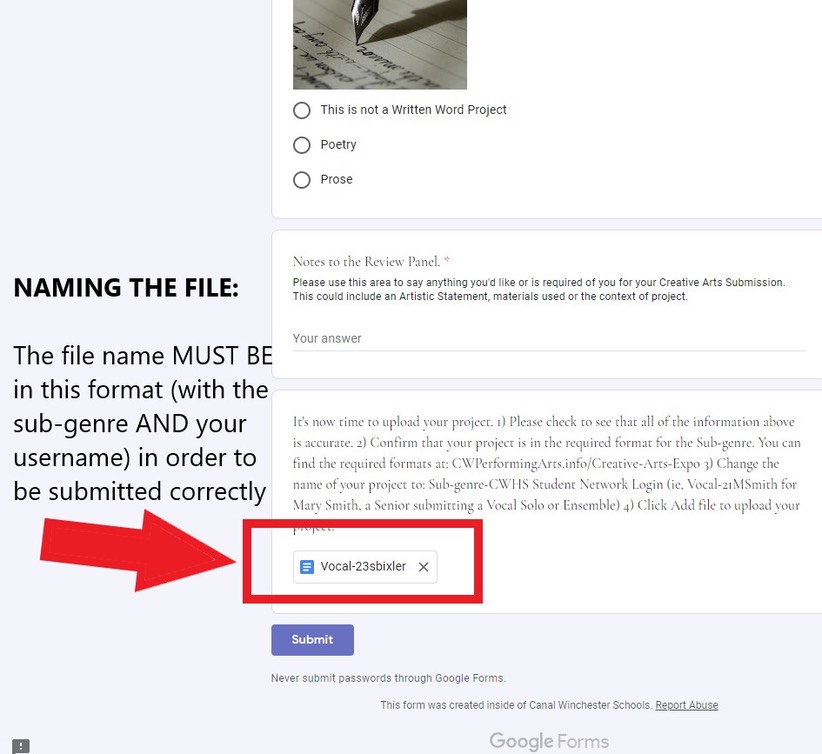 This is not a Written Word Project
Poetry
Prose
Notes to the Review Panel. *
Please use this area to say anything you'd like or is required of you for your Creative Arts Submission.
This could include an Artistic Statement, materials used or the context of project.
Your answer
NAMING THE FILE:
The file name MUST BE
in this format (with the
sub-genre AND your
username) in order to
be submitted correctly
It's now time to upload your project. 1) Please check to see that all of the information above
is accurate. 2) Confirm that your project is in the required format for the Sub-genre. You can
find the required formats at: CWPerformingArts.info/Creative-Arts-Expo 3) Change the
name of your project to: Sub-genre-CWHS Student Network Login (ie, Vocal-21MSmith for
Mary Smith, a Senior submitting a Vocal Solo or Ensemble) 4) Click Add file to upload your
project.
Vocal-23sbixler
Submit
Never submit passwords through Google Forms.
This form was created inside of Canal Winchester Schools. Report Abuse
Google Forms